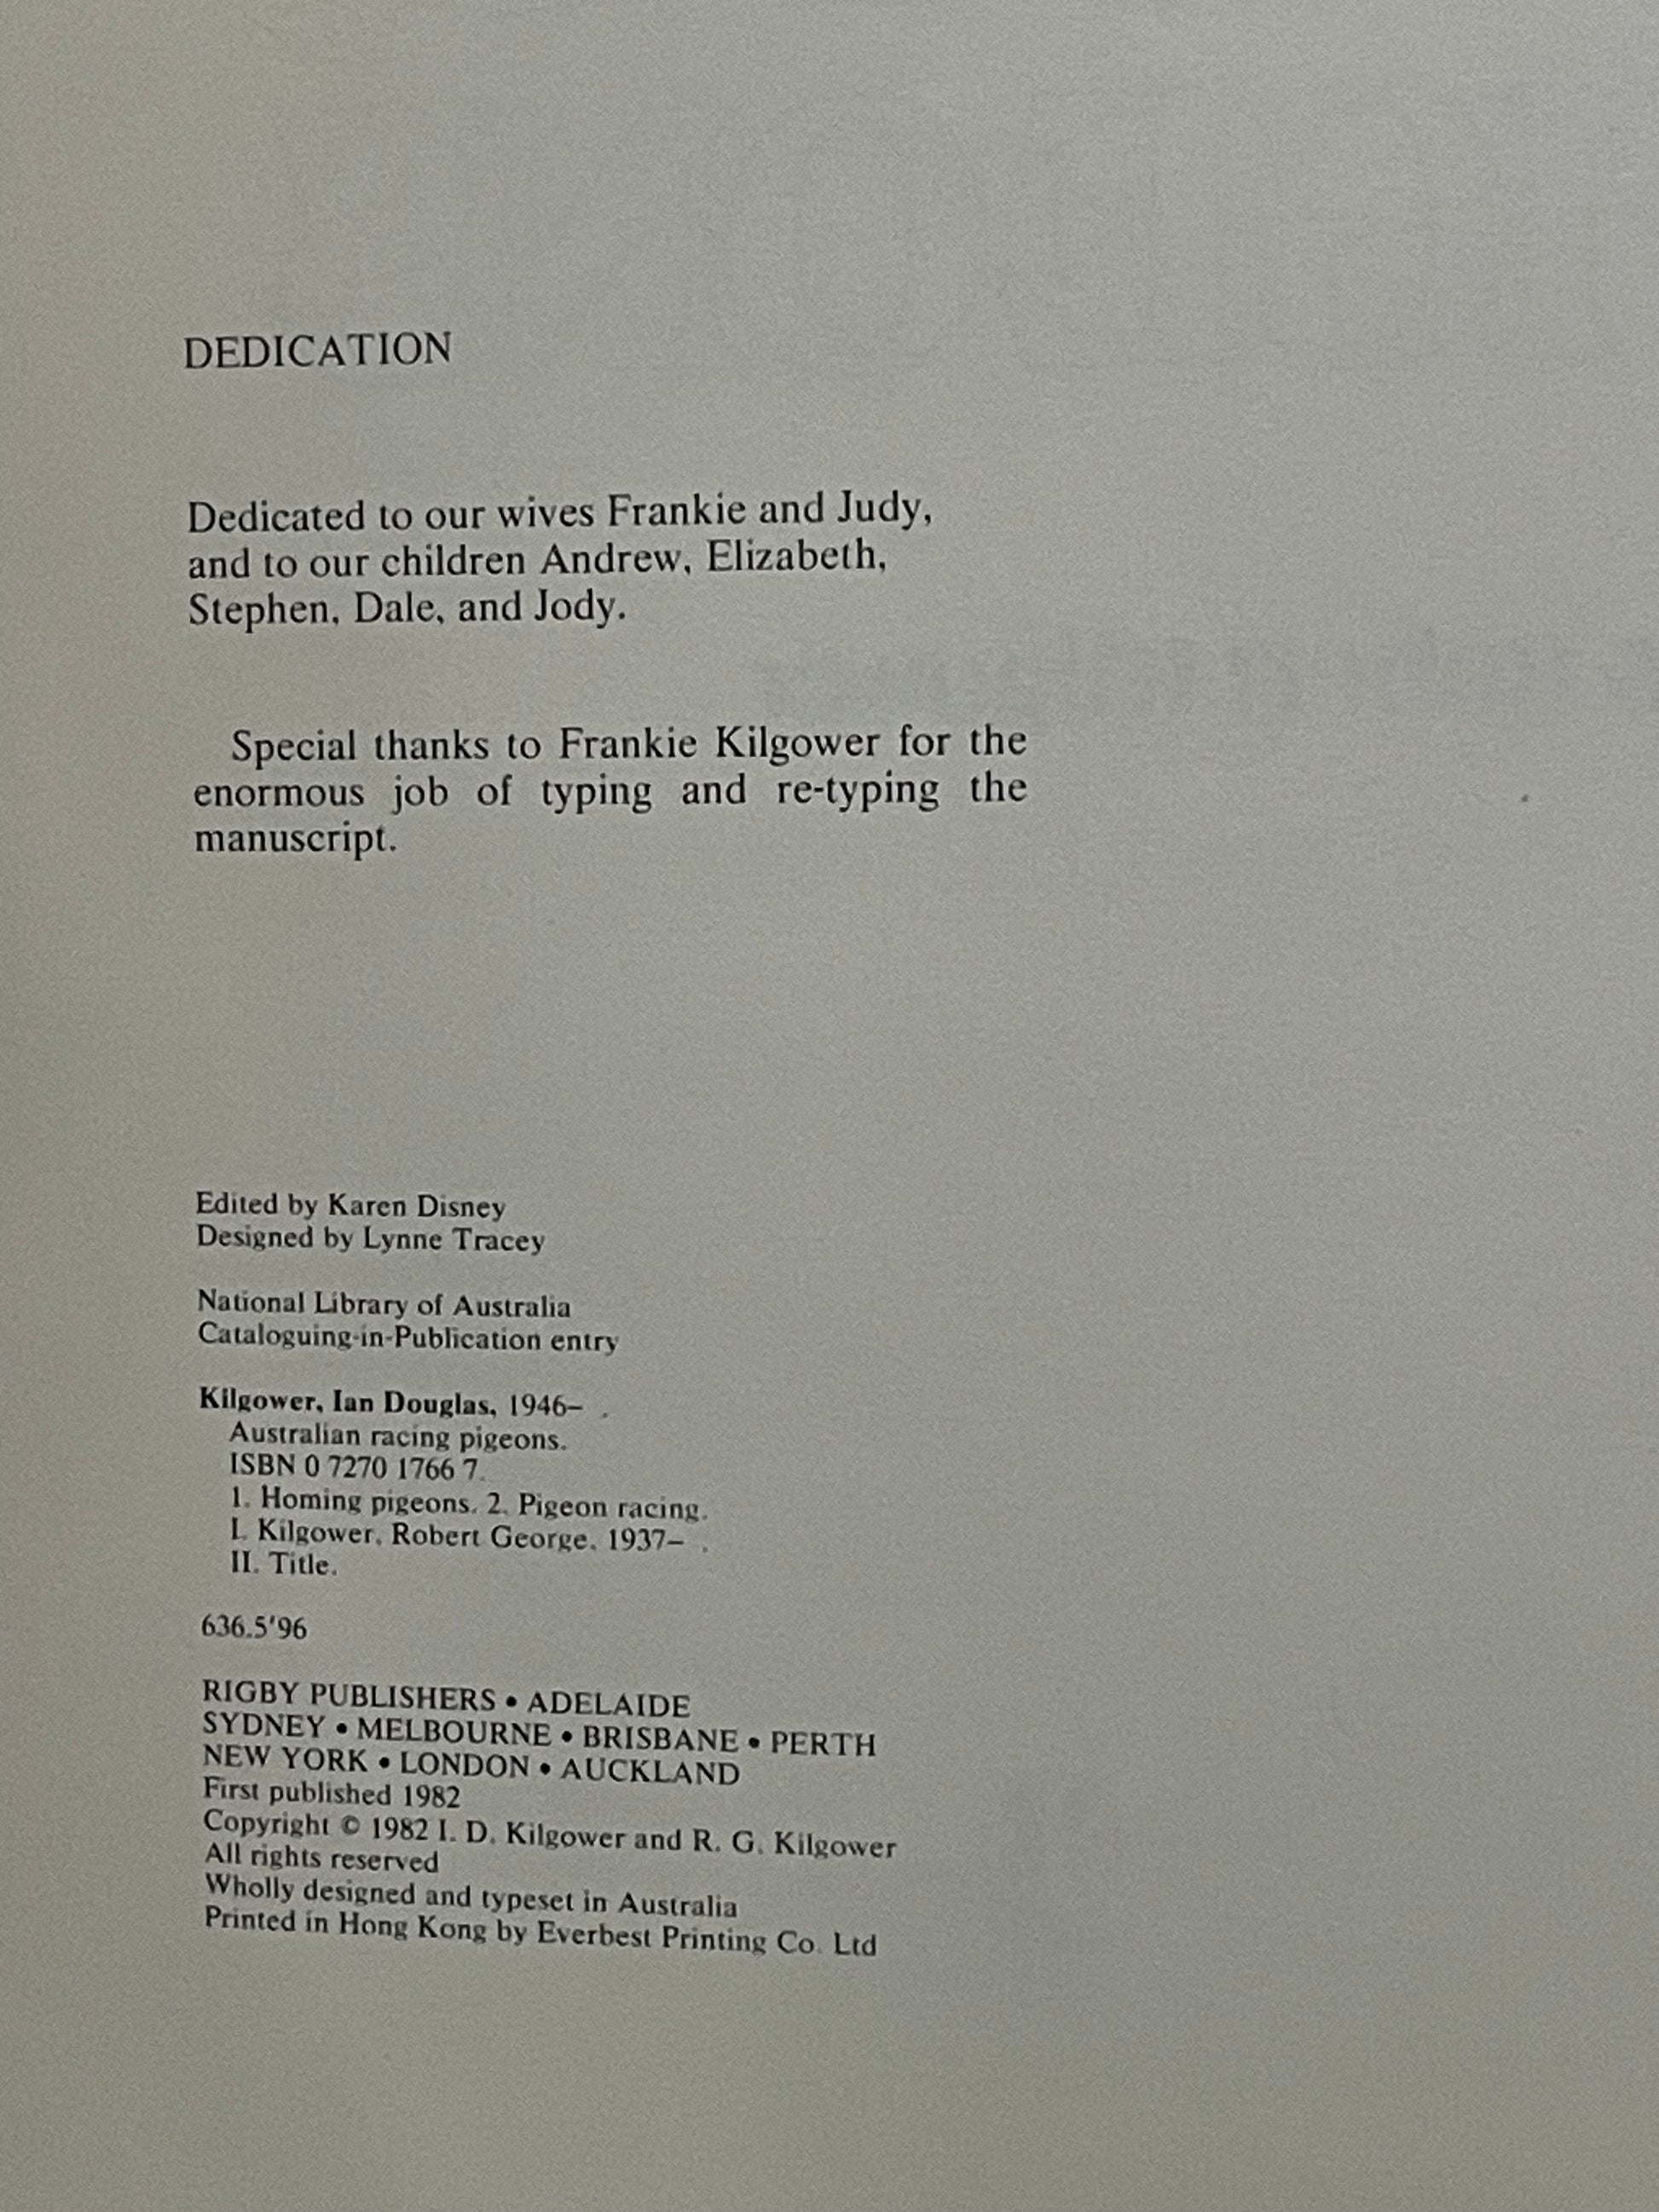 DEDICATION
Dedicated to our wives Frankie and Judy,
and to our children Andrew, Elizabeth,
Stephen, Dale, and Jody.
Special thanks to Frankie Kilgower for the
enormous job of typing and re-typing the
manuscript.
Edited by Karen Disney
Designed by Lynne Tracey
National Library of Australia
Cataloguing-in-Publication entry
Kilgower, Ian Douglas, 1946– .
Australian racing pigeons.
ISBN 0 7270 1766 7.
1. Homing pigeons. 2. Pigeon racing.
I. Kilgower, Robert George, 1937– .
II. Title.
636.5'96
RIGBY PUBLISHERS • ADELAIDE
SYDNEY • MELBOURNE • BRISBANE • PERTH
NEW YORK • LONDON • AUCKLAND
First published 1982
Copyright © 1982 I. D. Kilgower and R. G. Kilgower
All rights reserved
Wholly designed and typeset in Australia
Printed in Hong Kong by Everbest Printing Co. Ltd